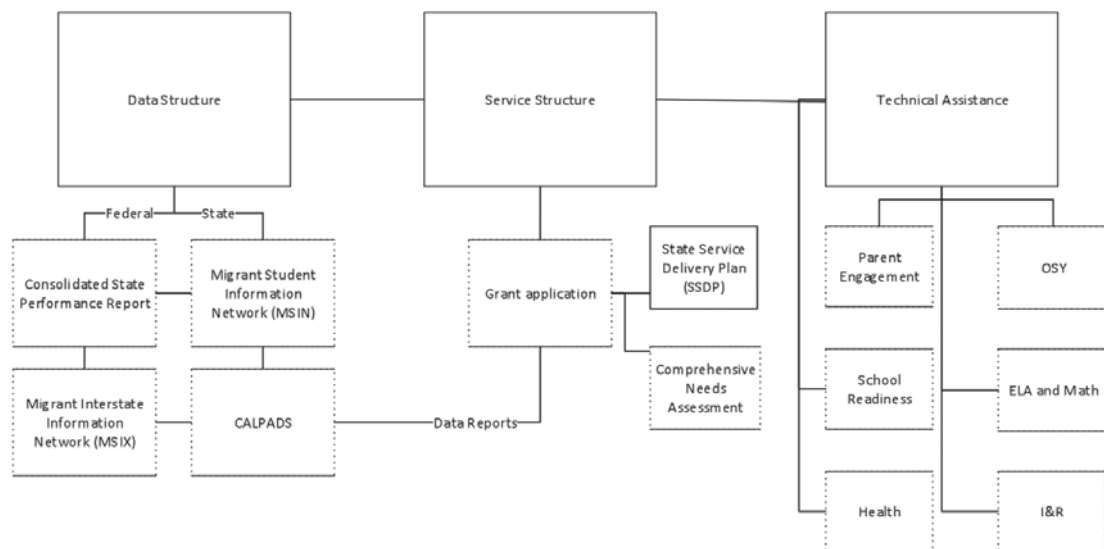 Data Structure
Service Structure
Technical Assistance
Federal
State
Consolidated State
Performance Report
Migrant Student
Information
Network (MSIN)
Grant application
State Service
Delivery Plan
(SSDP)
Parent
Engagement
OSY
Migrant Interstate
Information
Network (MSIX)
CALPADS
Data Reports
Comprehensive
Needs
Assessment
School
Readiness
ELA and Math
Health
I&R